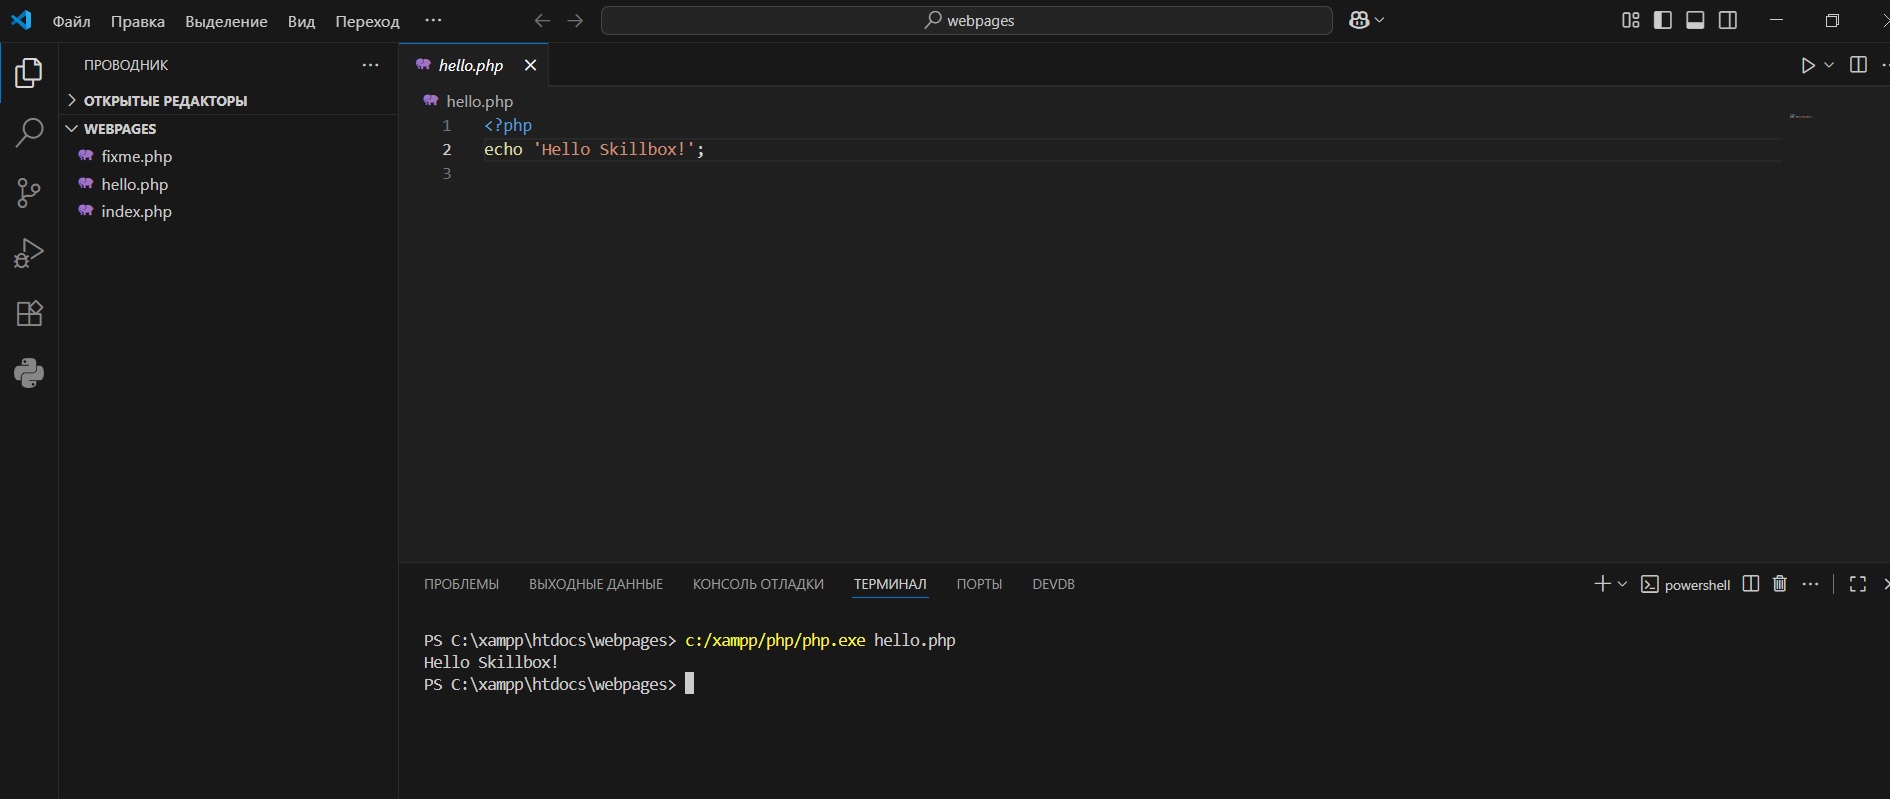 Файл Правка Выделение Вид Переход ··· webpages
ПРОВОДНИК
ОТКРЫТЫЕ РЕДАКТОРЫ
WEBPAGES
fixme.php
hello.php
index.php
hello.php
hello.php
1 <?php
2 echo 'Hello Skillbox!';
3
ПРОБЛЕМЫ ВЫХОДНЫЕ ДАННЫЕ КОНСОЛЬ ОТЛАДКИ ТЕРМИНАЛ ПОРТЫ DEVDB powershell
PS C:\xampp\htdocs\webpages> c:/xampp/php/php.exe hello.php
Hello Skillbox!
PS C:\xampp\htdocs\webpages>